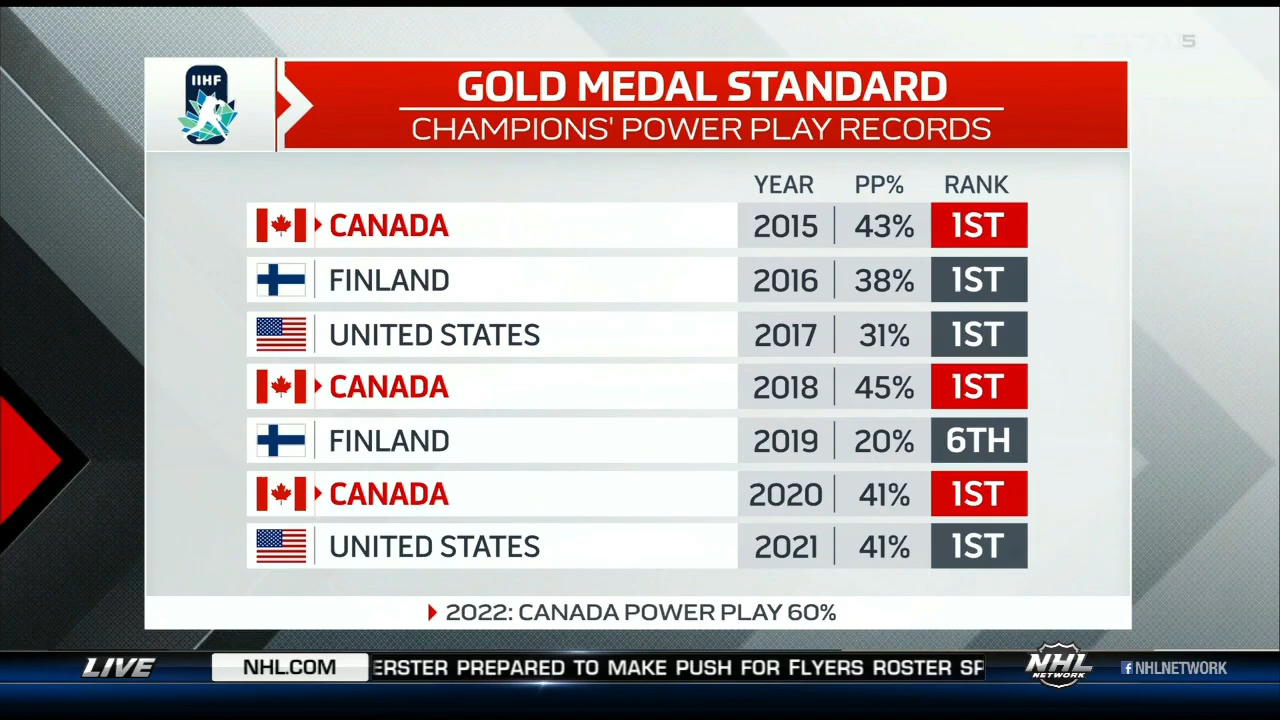 5
IIHF
GOLD MEDAL STANDARD
CHAMPIONS' POWER PLAY RECORDS
YEAR PP% RANK
CANADA 2015 43% 1ST
FINLAND 2016 38% 1ST
UNITED STATES 2017 31% 1ST
CANADA 2018 45% 1ST
FINLAND 2019 20% 6TH
CANADA 2020 41% 1ST
UNITED STATES 2021 41% 1ST
2022: CANADA POWER PLAY 60%
LIVE NHL.COM ERSTER PREPARED TO MAKE PUSH FOR FLYERS ROSTER SP NHL NETWORK f NHLNETWORK